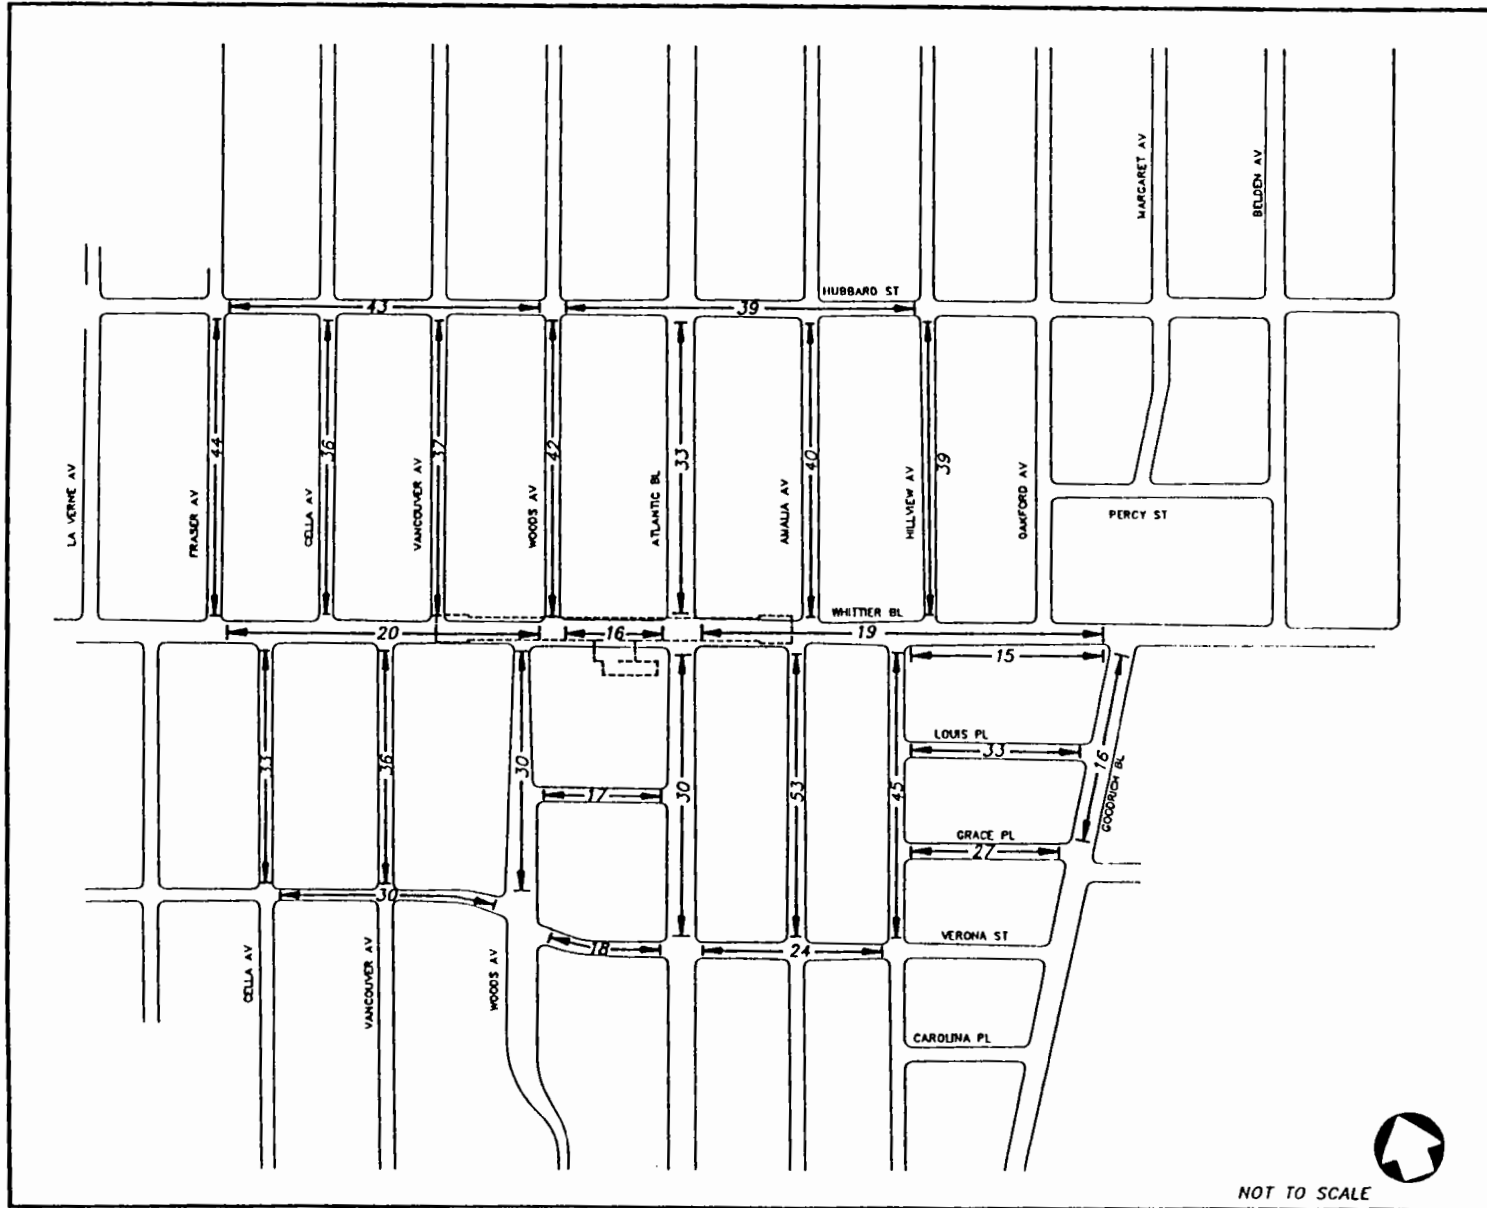 MARGARET AV
BELDEN AV
HUBBARD ST
43
39
44
36
37
42
33
40
39
LA VERNE AV
FRASER AV
CELLA AV
VANCOUVER AV
WOODS AV
ATLANTIC BL
AMALIA AV
HILLVIEW AV
OAKFORD AV
PERCY ST
WHITTIER BL
20
16
19
15
LOUIS PL
33
33
36
30
17
30
53
45
16
GOODRICH BL
GRACE PL
27
30
VERONA ST
18
24
CELLA AV
VANCOUVER AV
WOODS AV
CAROLINA PL
NOT TO SCALE